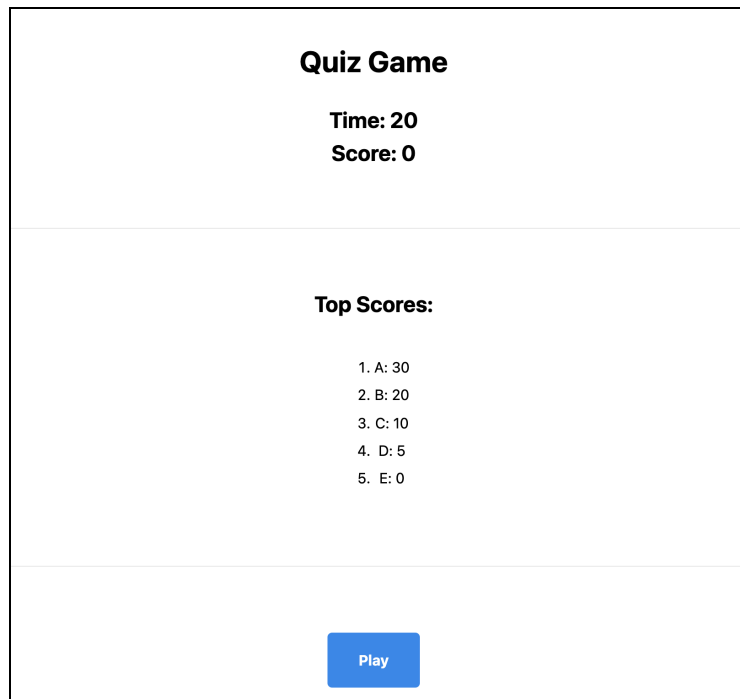 Quiz Game
Time: 20
Score: 0
Top Scores:
1. A: 30
2. B: 20
3. C: 10
4. D: 5
5. E: 0
Play